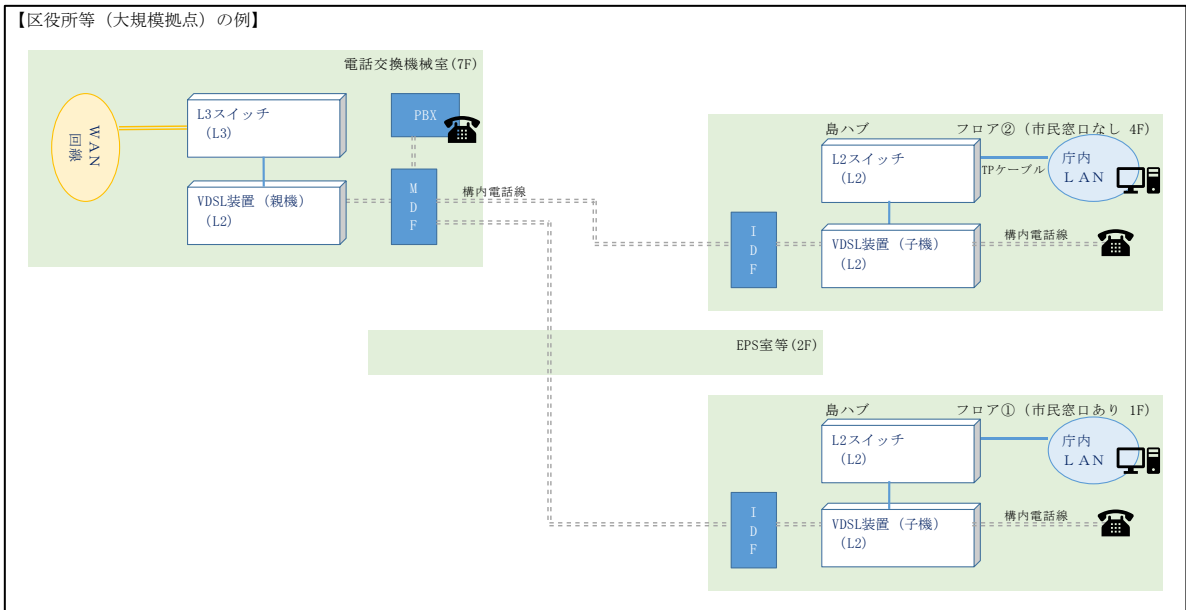 【区役所等（大規模拠点）の例】
電話交換機械室(7F)
WAN
回線
L3スイッチ
（L3）
PBX
VDSL装置（親機）
（L2）
MDF
構内電話線
島ハブ
フロア②（市民窓口なし 4F）
L2スイッチ
（L2）
TPケーブル
庁内
LAN
IDF
VDSL装置（子機）
（L2）
構内電話線
EPS室等(2F)
島ハブ
フロア①（市民窓口あり 1F）
L2スイッチ
（L2）
庁内
LAN
IDF
VDSL装置（子機）
（L2）
構内電話線